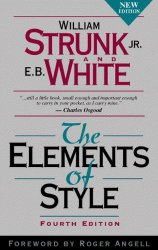 NEW
EDITION
WILLIAM
STRUNK JR.
AND
E.B. WHITE
"...still a little book, small enough and important enough
to carry in your pocket, as I carry mine."
—Charles Osgood
The
Elements
of
Style
FOURTH EDITION
FOREWORD BY ROGER ANGELL